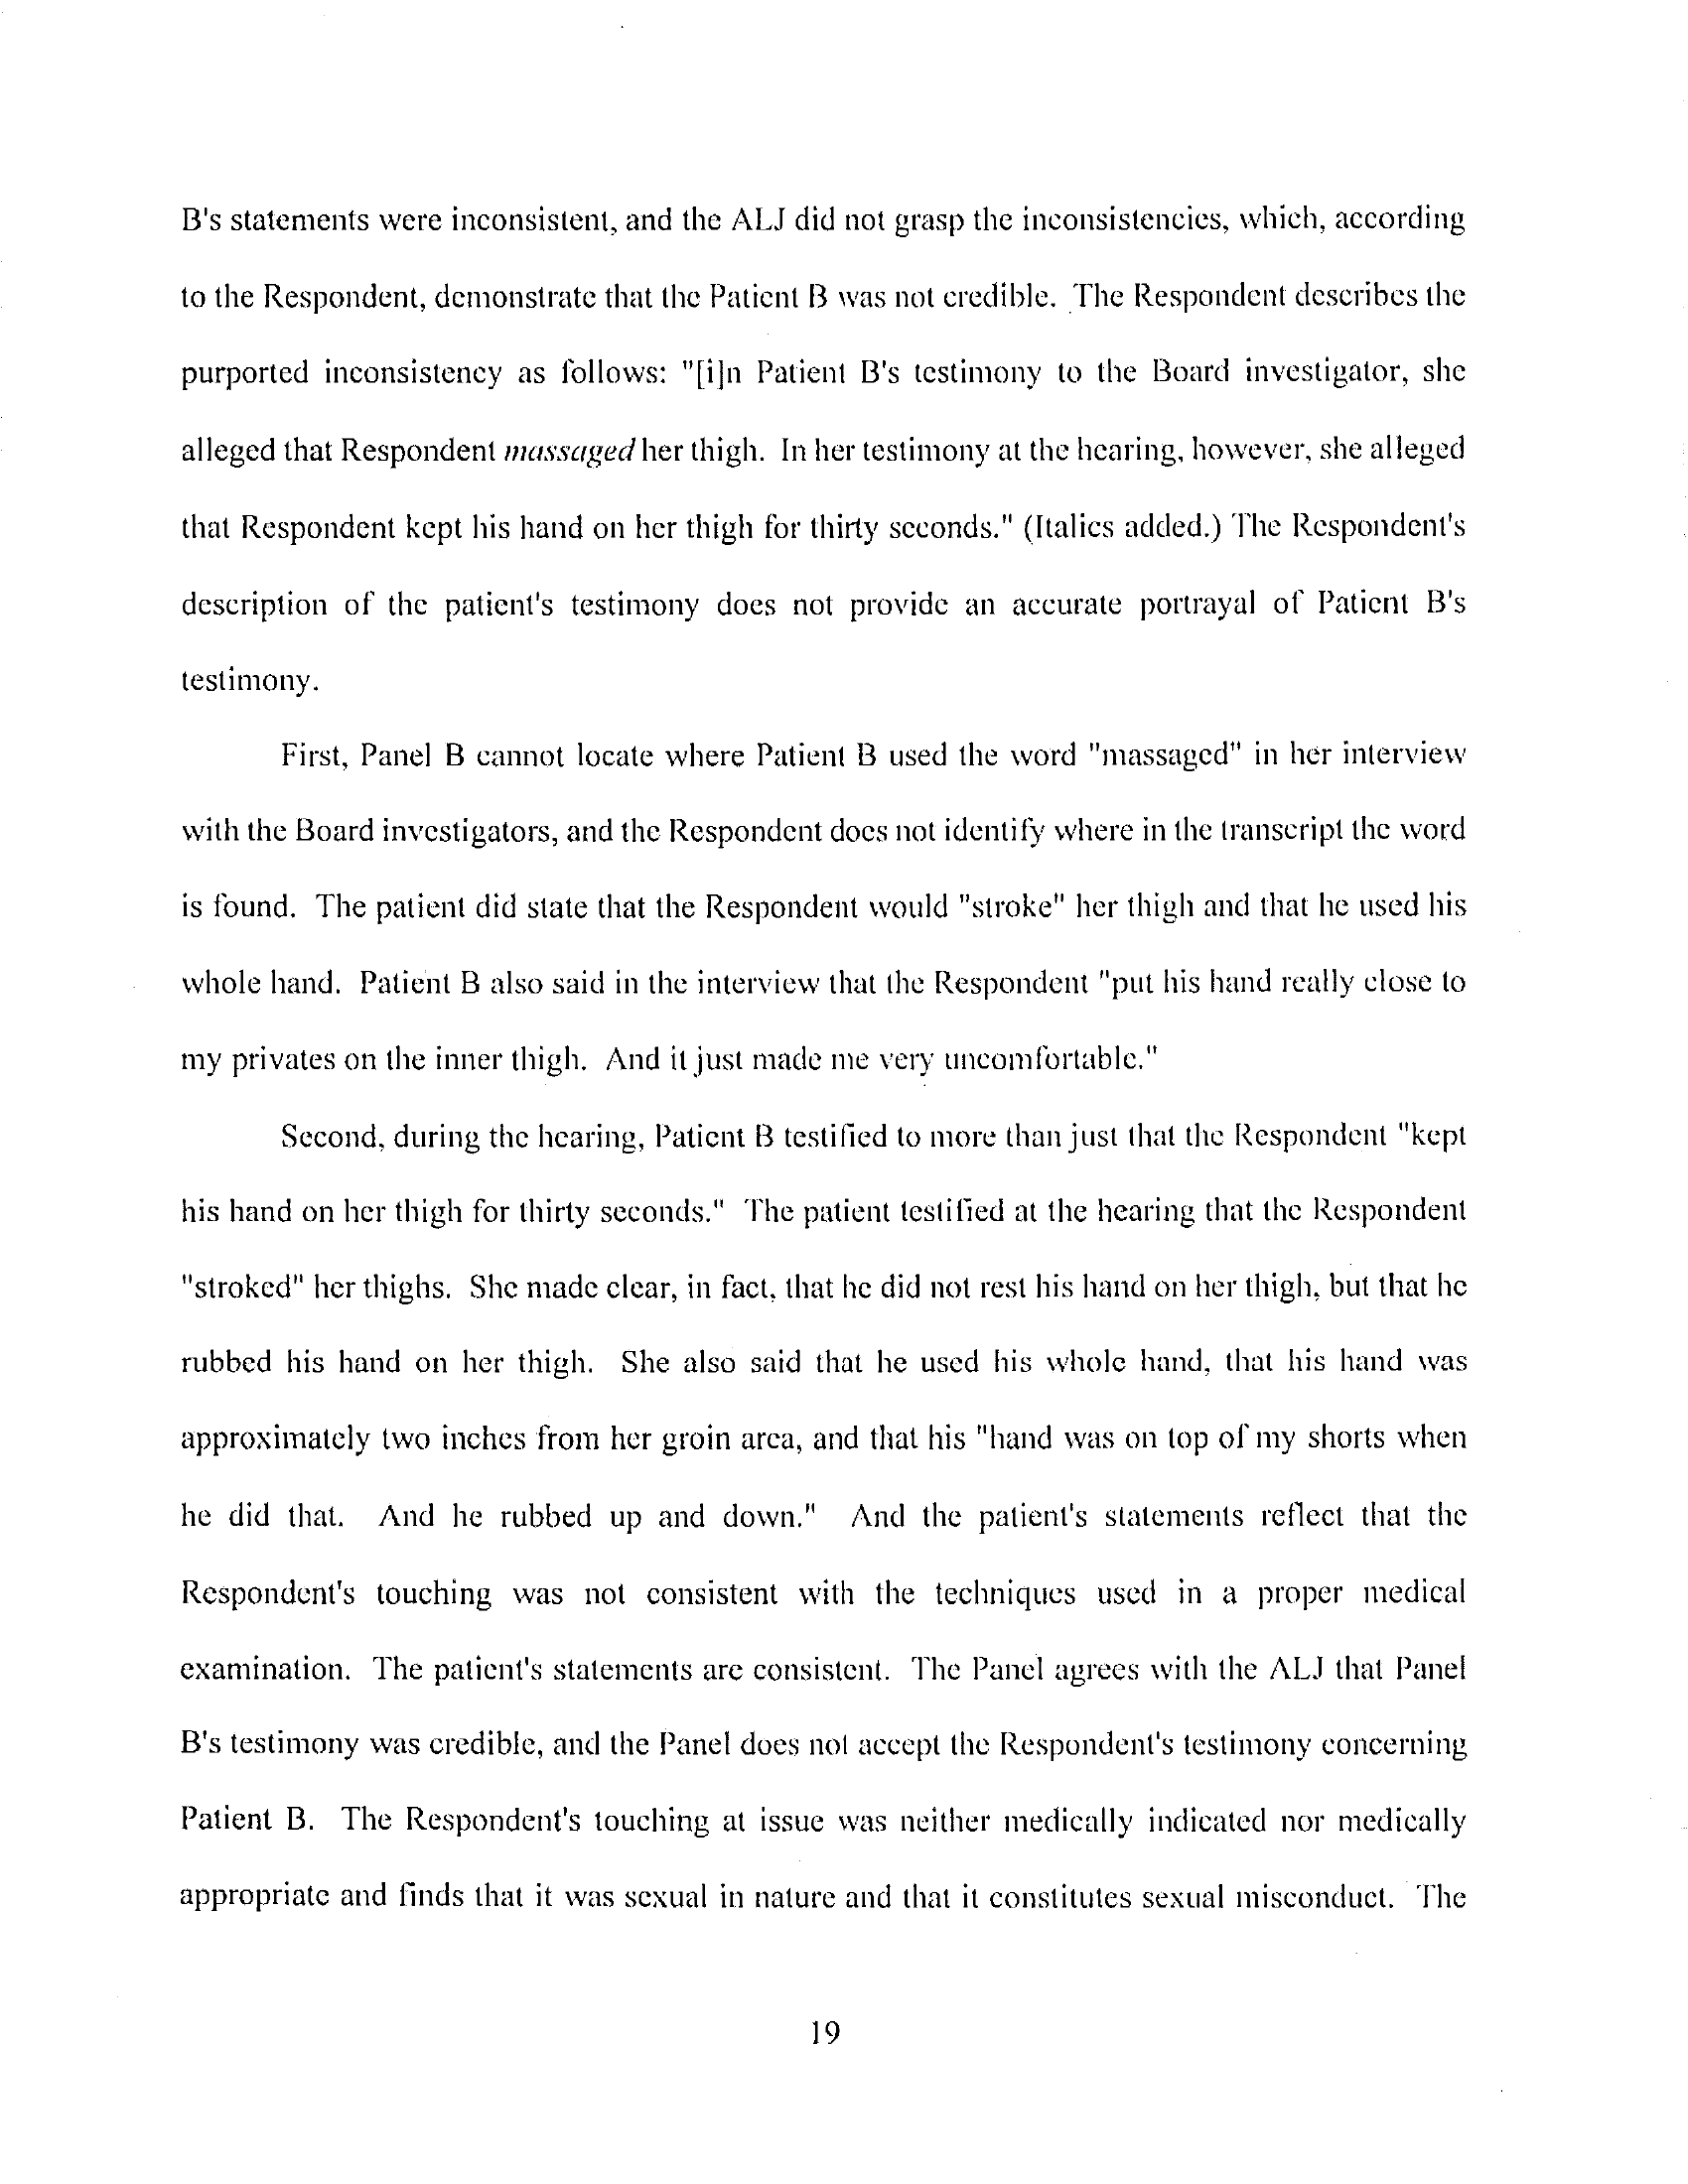 B's statements were inconsistent, and the ALJ did not grasp the inconsistencies, which, according
to the Respondent, demonstrate that the Patient B was not credible. The Respondent describes the
purported inconsistency as follows: "[i]n Patient B's testimony to the Board investigator, she
alleged that Respondent massaged her thigh. In her testimony at the hearing, however, she alleged
that Respondent kept his hand on her thigh for thirty seconds." (Italics added.) The Respondent's
description of the patient's testimony does not provide an accurate portrayal of Patient B's
testimony.
First, Panel B cannot locate where Patient B used the word "massaged" in her interview
with the Board investigators, and the Respondent does not identify where in the transcript the word
is found. The patient did state that the Respondent would "stroke" her thigh and that he used his
whole hand. Patient B also said in the interview that the Respondent "put his hand really close to
my privates on the inner thigh. And it just made me very uncomfortable."
Second, during the hearing, Patient B testified to more than just that the Respondent "kept
his hand on her thigh for thirty seconds." The patient testified at the hearing that the Respondent
"stroked" her thighs. She made clear, in fact, that he did not rest his hand on her thigh, but that he
rubbed his hand on her thigh. She also said that he used his whole hand, that his hand was
approximately two inches from her groin area, and that his "hand was on top of my shorts when
he did that. And he rubbed up and down." And the patient's statements reflect that the
Respondent's touching was not consistent with the techniques used in a proper medical
examination. The patient's statements are consistent. The Panel agrees with the ALJ that Panel
B's testimony was credible, and the Panel does not accept the Respondent's testimony concerning
Patient B. The Respondent's touching at issue was neither medically indicated nor medically
appropriate and finds that it was sexual in nature and that it constitutes sexual misconduct. The
19